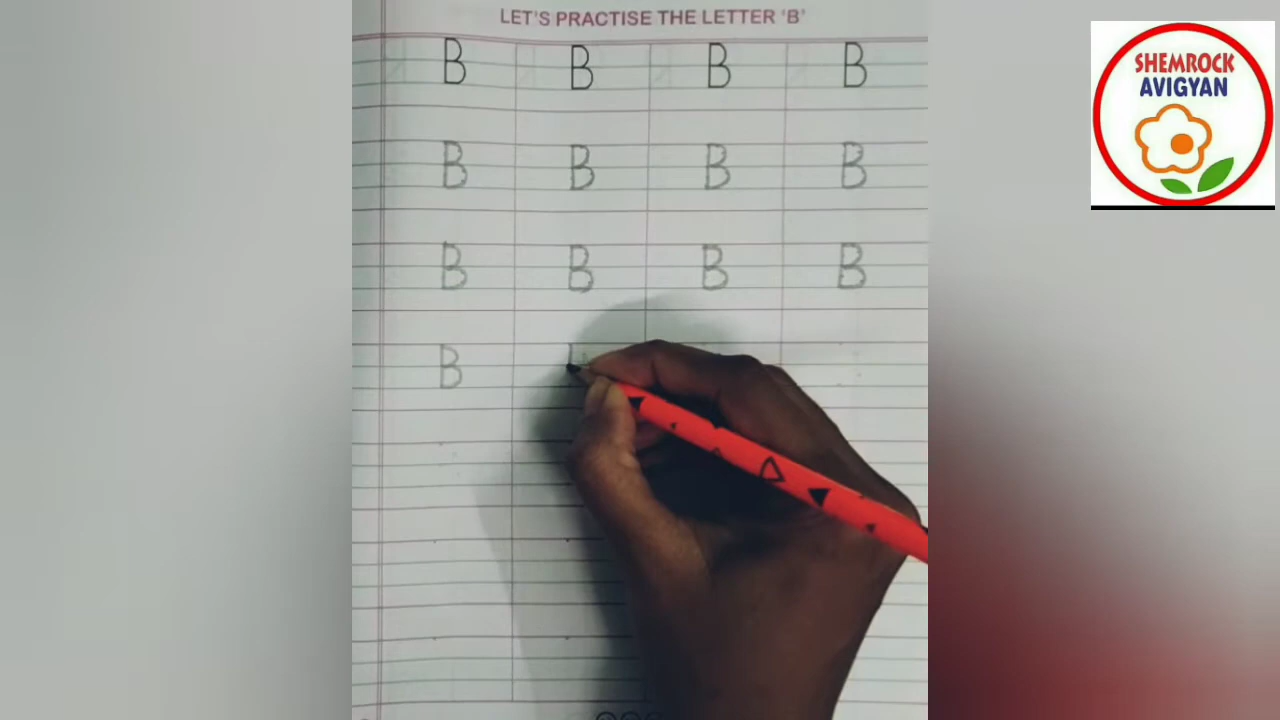 LET'S PRACTISE THE LETTER 'B'
B B B B
B B B B
B B B B
B
SHEMROCK
AVIGYAN